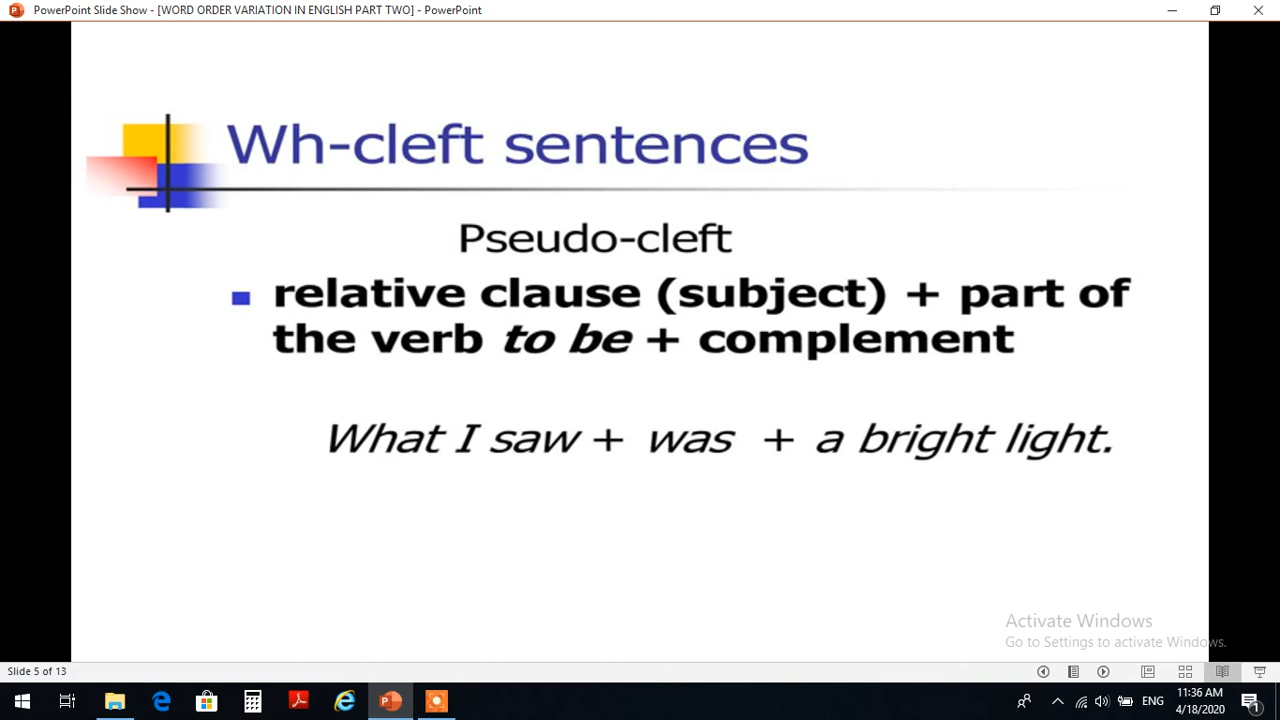 PowerPoint Slide Show - [WORD ORDER VARIATION IN ENGLISH PART TWO] - PowerPoint
Wh-cleft sentences
Pseudo-cleft
relative clause (subject) + part of
the verb to be + complement
What I saw + was + a bright light.
Activate Windows
Go to Settings to activate Windows.
Slide 5 of 13
ENG
11:36 AM
4/18/2020
1